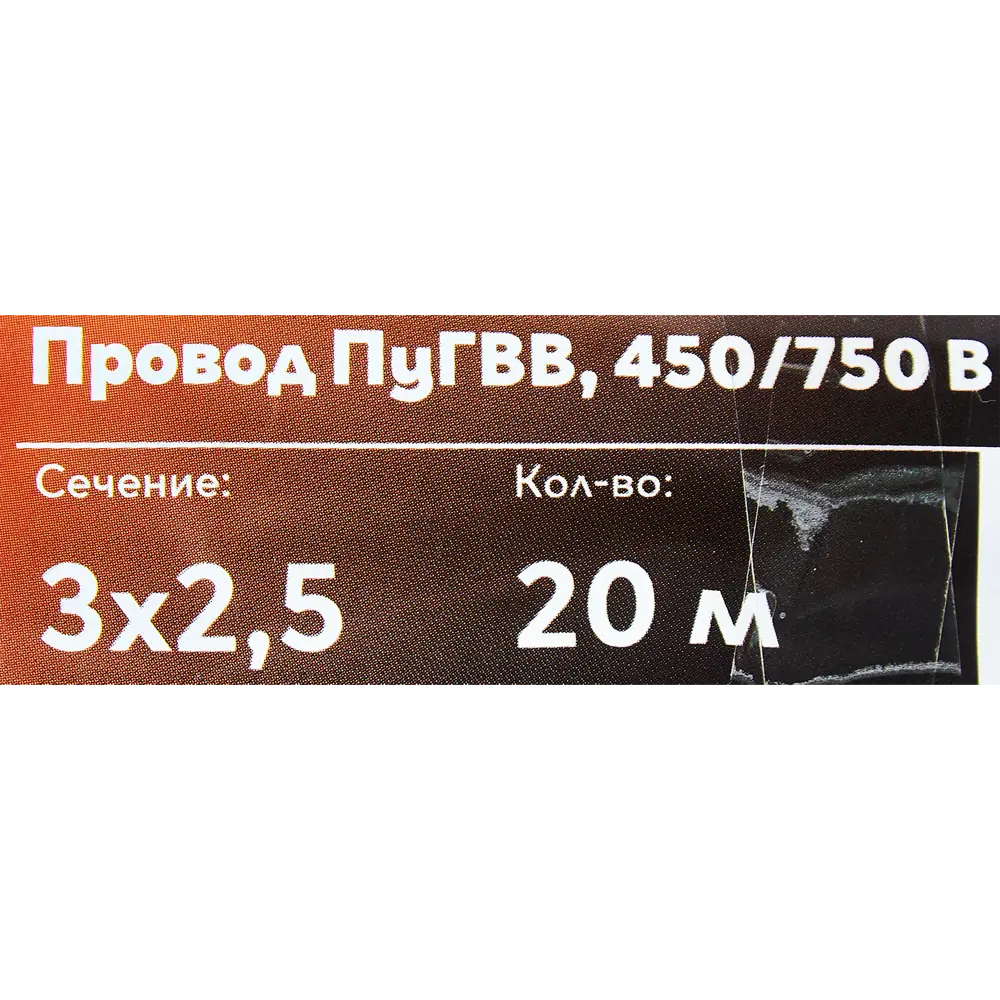 Провод ПуГВВ, 450/750 В
Сечение: Кол-во:
3х2,5 20 м